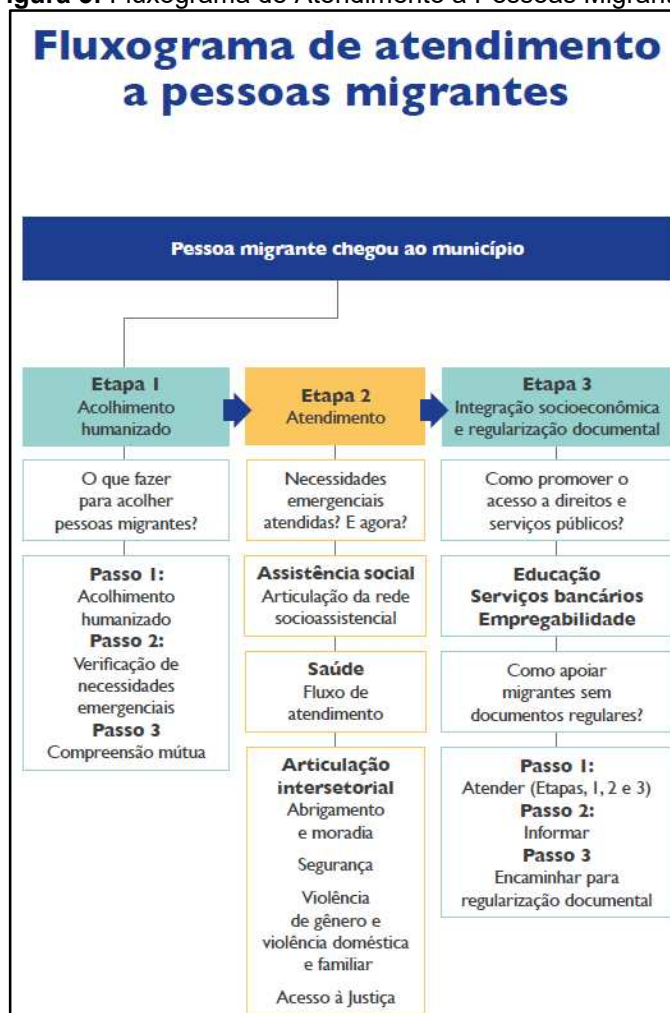 Fluxograma de Atendimento a Pessoas
Fluxograma de atendimento
a pessoas migrantes
Pessoa migrante chegou ao município
Etapa 1
Acolhimento
humanizado
O que fazer
para acolher
pessoas migrantes?
Passo 1:
Acolhimento
humanizado
Passo 2:
Verificação de
necessidades
emergenciais
Passo 3
Compreensão mútua
Etapa 2
Atendimento
Necessidades
emergenciais
atendidas? E agora?
Assistência social
Articulação da rede
socioassistencial
Saúde
Fluxo de
atendimento
Articulação
intersetorial
Abrigamento
e moradia
Segurança
Violência
de gênero e
violência doméstica
e familiar
Acesso à Justiça
Etapa 3
Integração socioeconômica
e regularização documental
Como promover o
acesso a direitos e
serviços públicos?
Educação
Serviços bancários
Empregabilidade
Como apoiar
migrantes sem
documentos regulares?
Passo 1:
Atender (Etapas, 1, 2 e 3)
Passo 2:
Informar
Passo 3
Encaminhar para
regularização documental